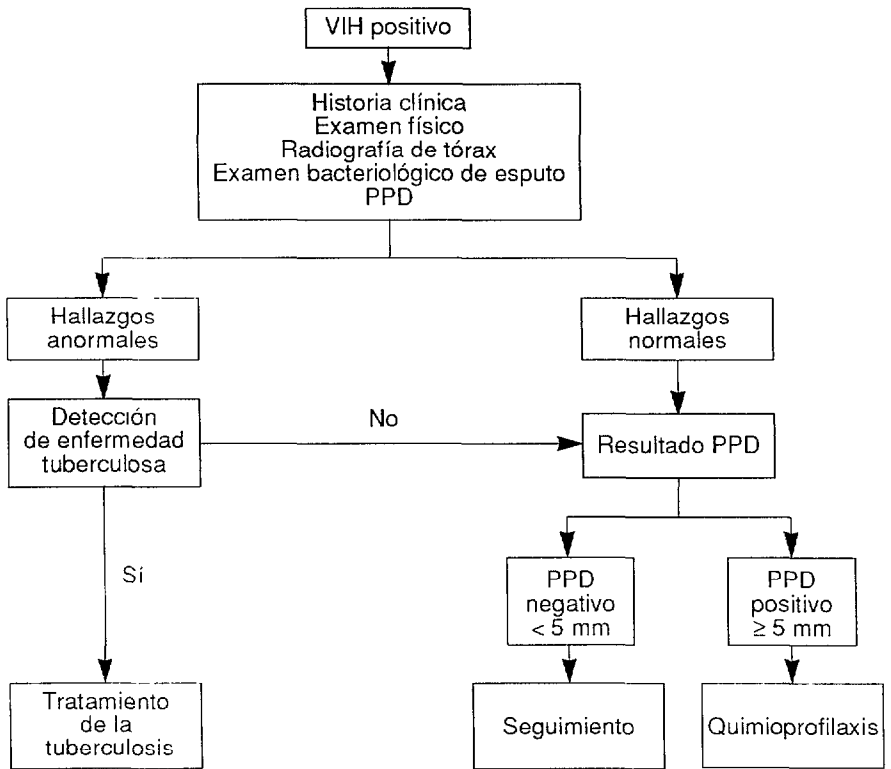 VIH positivo
Historia clínica
Examen físico
Radiografía de tórax
Examen bacteriológico de esputo
PPD
Hallazgos
anormales
Hallazgos
normales
Detección
de enfermedad
tuberculosa
No
Resultado PPD
Sí
PPD
negativo
< 5 mm
PPD
positivo
≥ 5 mm
Tratamiento
de la
tuberculosis
Seguimiento
Quimioprofilaxis